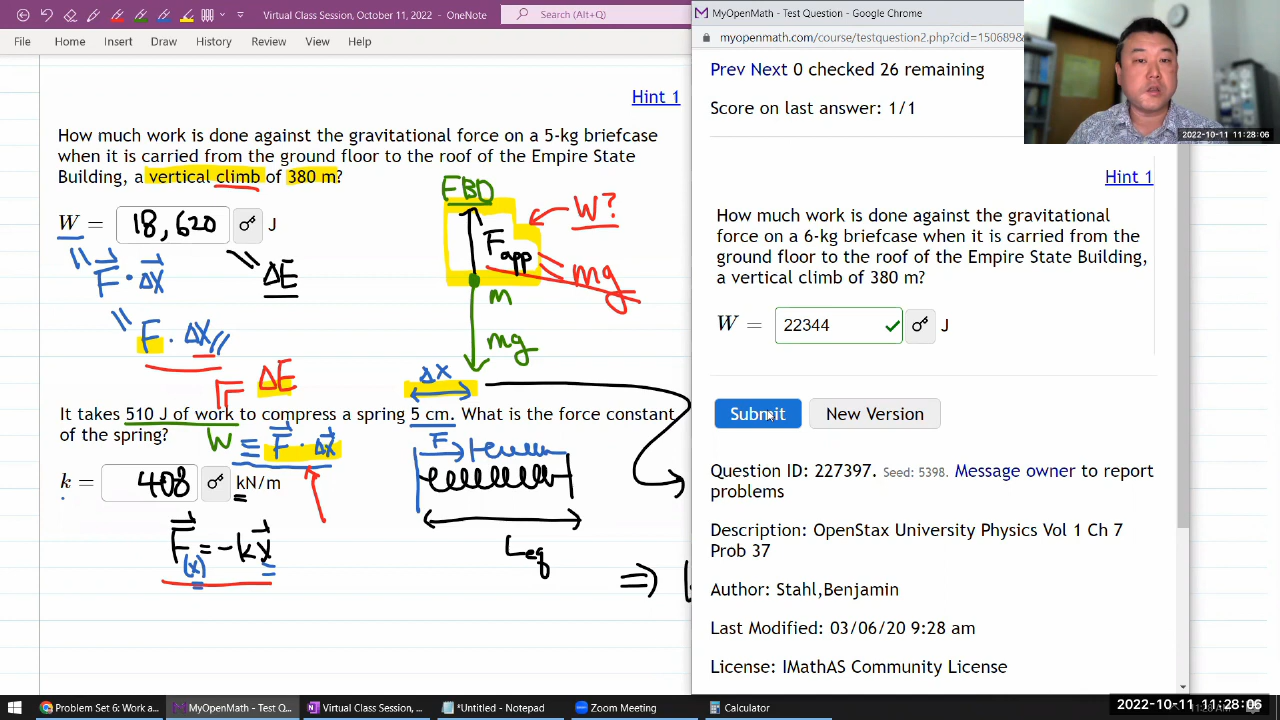 Virtual Class Session, October 11, 2022 - OneNote
Search (Alt+Q)
File Home Insert Draw History Review View Help
Hint 1
How much work is done against the gravitational force on a 5-kg briefcase
when it is carried from the ground floor to the roof of the Empire State
Building, a vertical climb of 380 m?
W = 18,620 J
F · Δx
ΔE
F · Δx
ΔE
FBD
W?
Fapp
mg
m
mg
Δx
It takes 510 J of work to compress a spring 5 cm. What is the force constant
of the spring?
W = F · Δx
F
k = 408 kN/m
F(x) = -kx
Leq
⇒
MyOpenMath - Test Question - Google Chrome
myopenmath.com/course/testquestion2.php?cid=150689&
Prev Next 0 checked 26 remaining
Score on last answer: 1/1
Hint 1
How much work is done against the gravitational
force on a 6-kg briefcase when it is carried from the
ground floor to the roof of the Empire State Building,
a vertical climb of 380 m?
W = 22344 J
Submit New Version
Question ID: 227397. Seed: 5398. Message owner to report
problems
Description: OpenStax University Physics Vol 1 Ch 7
Prob 37
Author: Stahl,Benjamin
Last Modified: 03/06/20 9:28 am
License: IMathAS Community License
2022-10-11 11:28:06
Problem Set 6: Work a... MyOpenMath - Test Q... Virtual Class Session, ... *Untitled - Notepad Zoom Meeting Calculator
2022-10-11 11:28:06